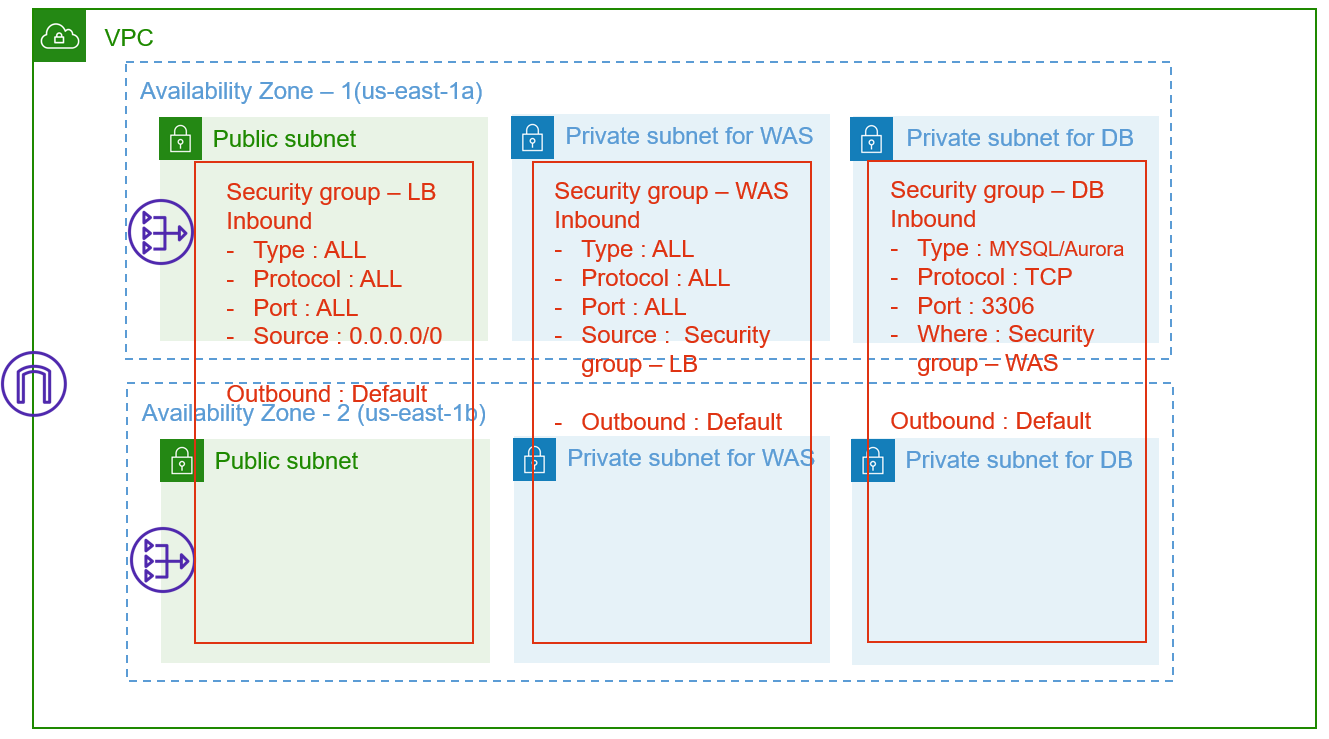 VPC
Availability Zone – 1(us-east-1a)
Public subnet
Security group – LB
Inbound
- Type : ALL
- Protocol : ALL
- Port : ALL
- Source : 0.0.0.0/0
Outbound : Default
Private subnet for WAS
Security group – WAS
Inbound
- Type : ALL
- Protocol : ALL
- Port : ALL
- Source : Security
group – LB
- Outbound : Default
Private subnet for DB
Security group – DB
Inbound
- Type : MYSQL/Aurora
- Protocol : TCP
- Port : 3306
- Where : Security
group – WAS
Outbound : Default
Availability Zone - 2 (us-east-1b)
Public subnet
Private subnet for WAS
Private subnet for DB